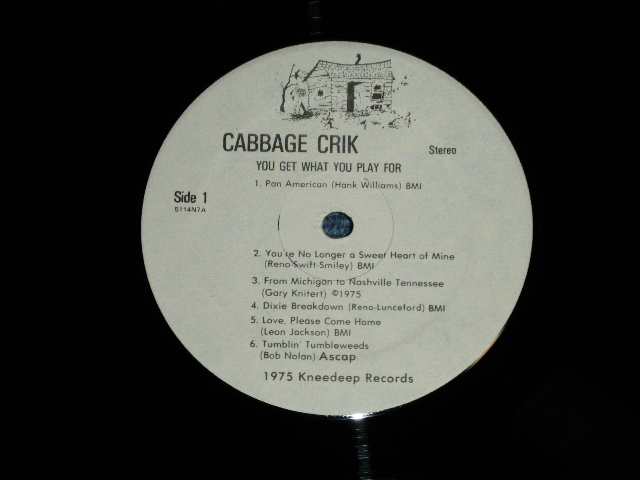 CABBAGE CRIK
Stereo
YOU GET WHAT YOU PLAY FOR
1. Pan American (Hank Williams) BMI
Side 1
5114N7A
2. You're No Longer a Sweet Heart of Mine
(Reno-Swift-Smiley) BMI
3. From Michigan to Nashville Tennessee
(Gary Knitert) ©1975
4. Dixie Breakdown (Reno-Lunceford) BMI
5. Love, Please Come Home
(Leon Jackson) BMI
6. Tumblin' Tumbleweeds
(Bob Nolan) Ascap
1975 Kneedeep Records